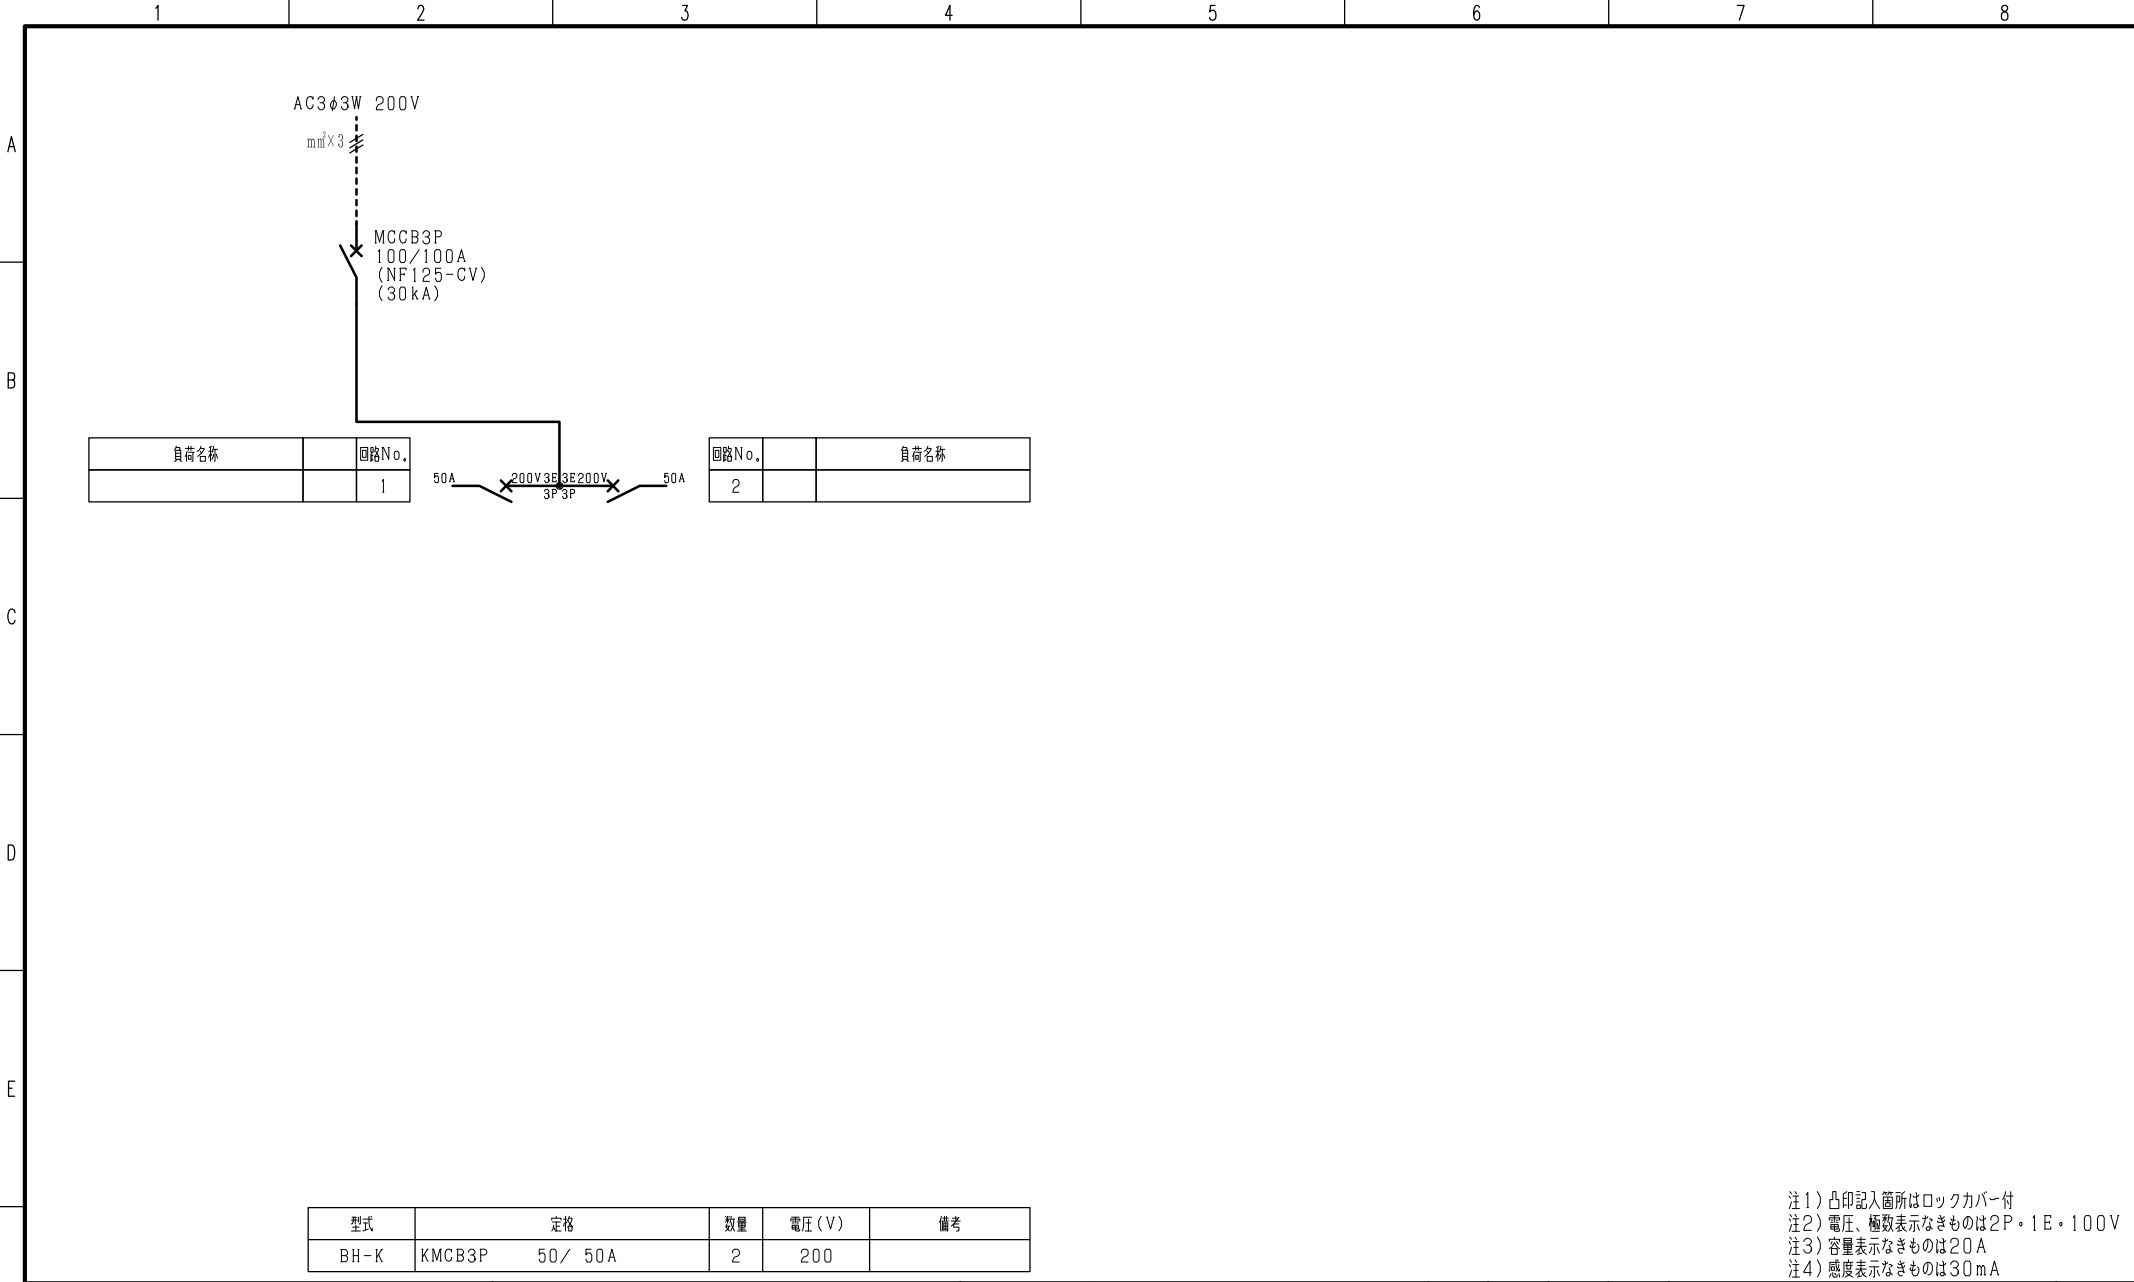 1 2 3 4 5 6 7 8
AC3φ3W 200V
A
mm²×3
MCCB3P
100/100A
(NF125-CV)
(30kA)
B
負荷名称 回路No. 回路No. 負荷名称
1 50A 200V 3E 3E 200V 50A 2
3P 3P
C
D
E
型式 定格 数量 電圧(V) 備考
BH-K KMCB3P 50/ 50A 2 200
注1)凸印記入箇所はロックカバー付
注2)電圧、極数表示なきものは2P・1E・100V
注3)容量表示なきものは20A
注4)感度表示なきものは30mA